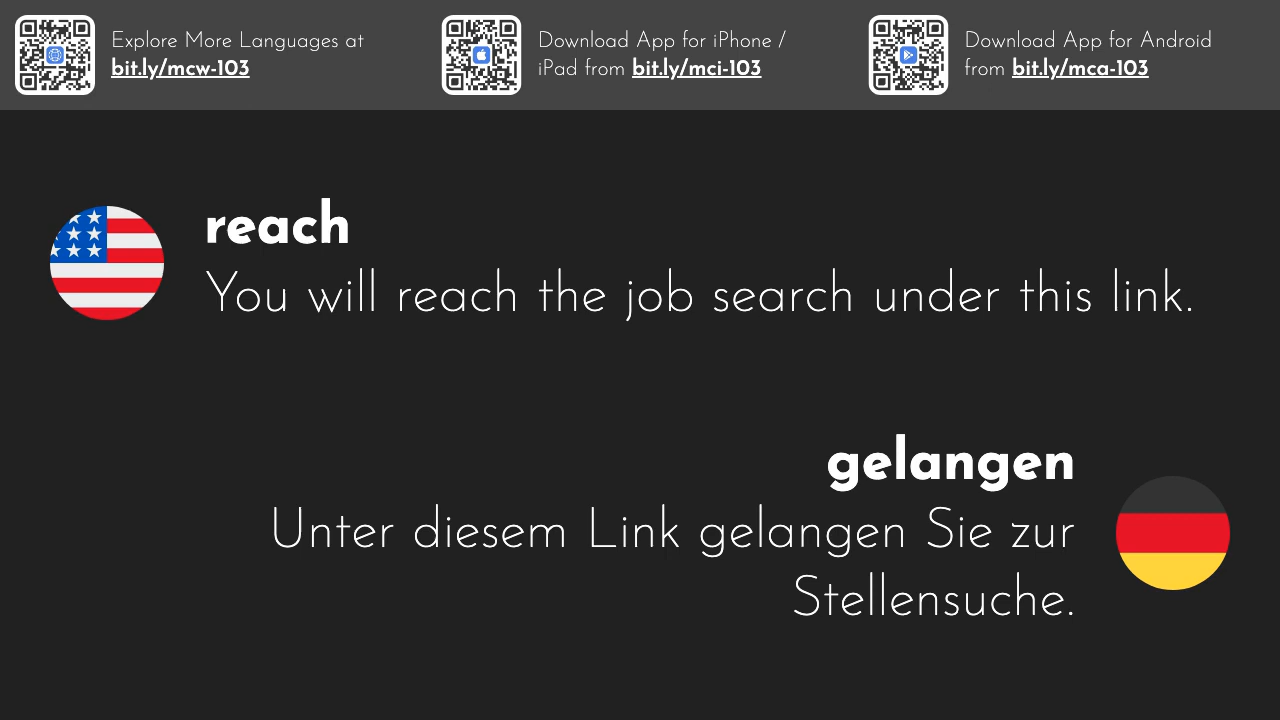 Explore More Languages at
bit.ly/mcw-103
Download App for iPhone /
iPad from bit.ly/mci-103
Download App for Android
from bit.ly/mca-103
reach
You will reach the job search under this link.
gelangen
Unter diesem Link gelangen Sie zur
Stellensuche.